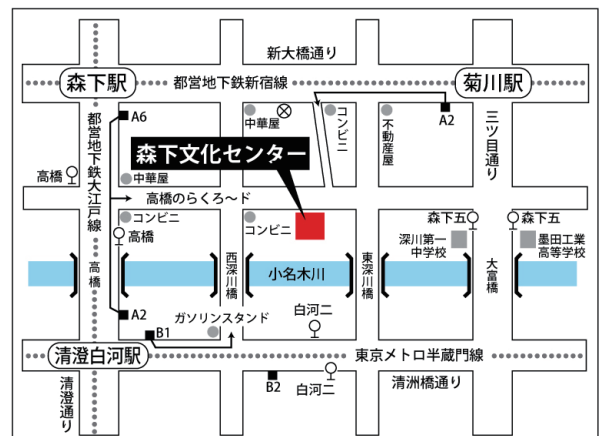 新大橋通り
森下駅
都営地下鉄新宿線
菊川駅
A6
中華屋
コンビニ
不動産屋
A2
三ツ目通り
都営地下鉄大江戸線
森下文化センター
高橋
中華屋
高橋のらくろ〜ド
コンビニ
高橋
コンビニ
森下五
森下五
深川第一
中学校
墨田工業
高等学校
高橋
西深川橋
小名木川
東深川橋
大富橋
A2
ガソリンスタンド
白河二
B1
清澄白河駅
東京メトロ半蔵門線
清澄通り
B2
白河二
清洲橋通り